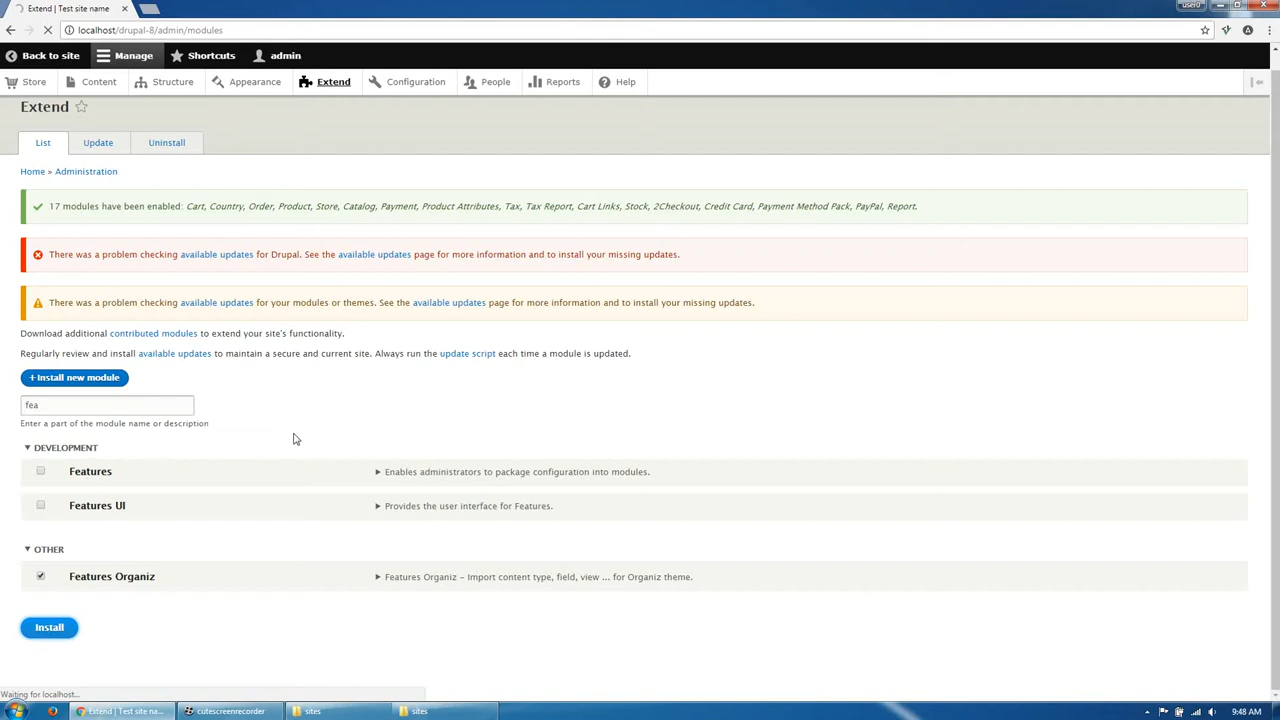 Extend | Test site name
user0
localhost/drupal-8/admin/modules
Back to site Manage Shortcuts admin
Store Content Structure Appearance Extend Configuration People Reports Help
Extend
List Update Uninstall
Home » Administration
17 modules have been enabled: Cart, Country, Order, Product, Store, Catalog, Payment, Product Attributes, Tax, Tax Report, Cart Links, Stock, 2Checkout, Credit Card, Payment Method Pack, PayPal, Report.
There was a problem checking available updates for Drupal. See the available updates page for more information and to install your missing updates.
There was a problem checking available updates for your modules or themes. See the available updates page for more information and to install your missing updates.
Download additional contributed modules to extend your site's functionality.
Regularly review and install available updates to maintain a secure and current site. Always run the update script each time a module is updated.
+Install new module
fea
Enter a part of the module name or description
DEVELOPMENT
Features Enables administrators to package configuration into modules.
Features UI Provides the user interface for Features.
OTHER
Features Organiz Features Organiz - Import content type, field, view ... for Organiz theme.
Install
Waiting for localhost...
Extend | Test site na... cutescreenrecorder sites sites 9:48 AM